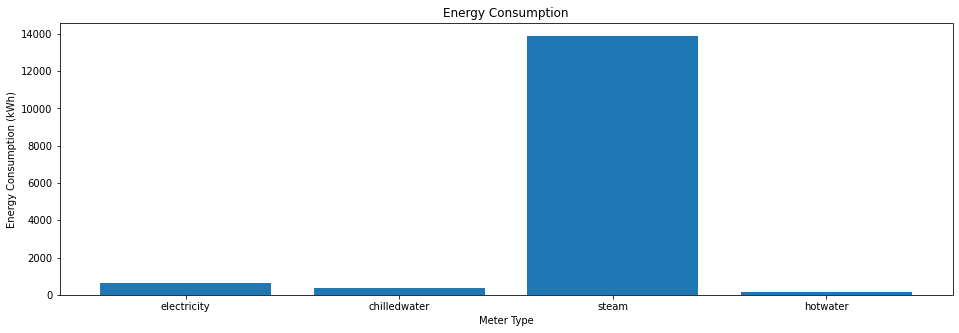 Energy Consumption
Energy Consumption (kWh)
14000
12000
10000
8000
6000
4000
2000
0
electricity
chilledwater
steam
hotwater
Meter Type